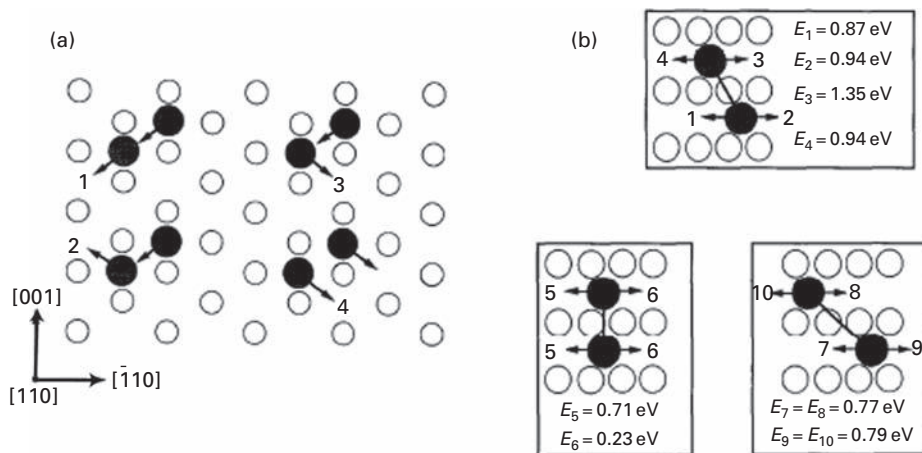 (a)
1
3
2
4
[001]
[110]
[1̄10]
(b)
E1 = 0.87 eV
E2 = 0.94 eV
E3 = 1.35 eV
E4 = 0.94 eV
4 3
1 2
5 6
5 6
E5 = 0.71 eV
E6 = 0.23 eV
10 8
7 9
E7 = E8 = 0.77 eV
E9 = E10 = 0.79 eV